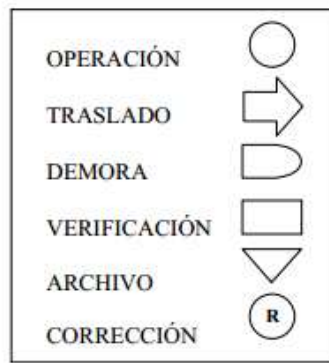 OPERACIÓN
TRASLADO
DEMORA
VERIFICACIÓN
ARCHIVO
R
CORRECCIÓN